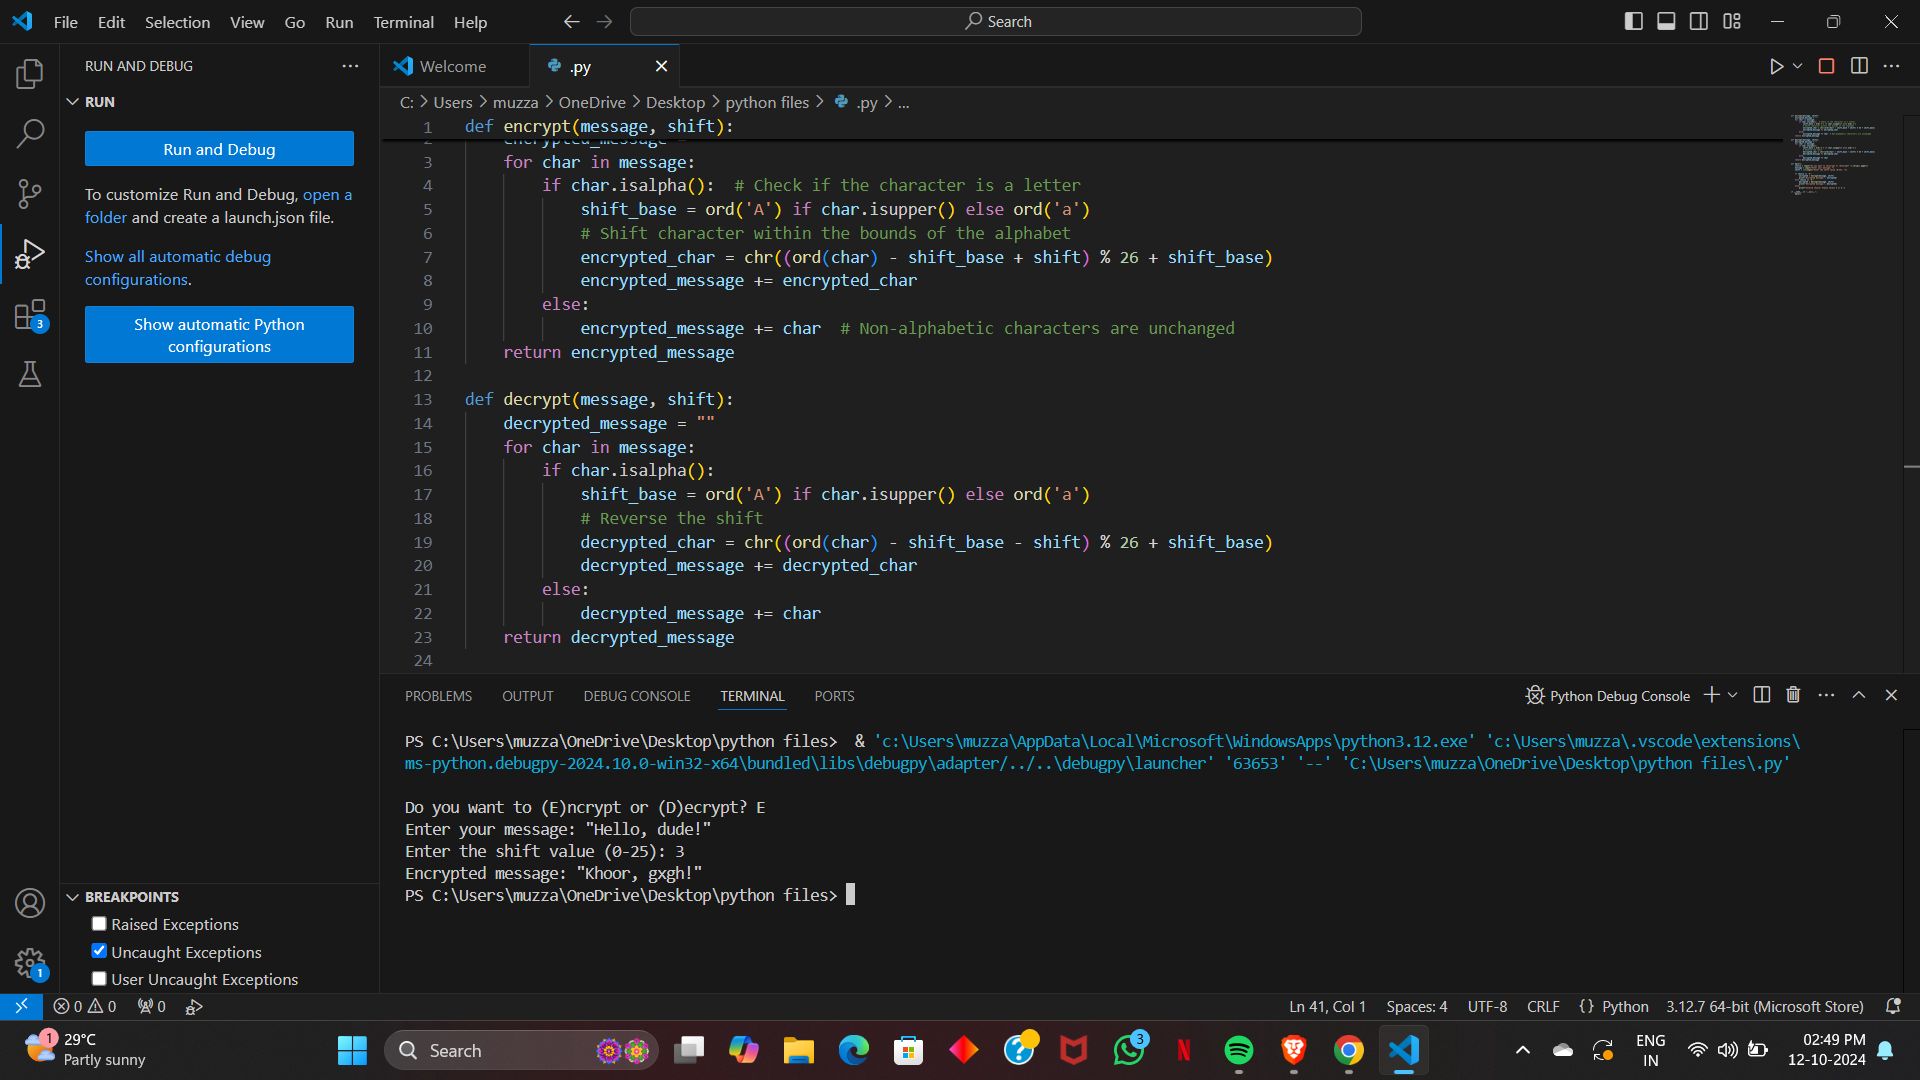 File Edit Selection View Go Run Terminal Help
Search
RUN AND DEBUG
RUN
Run and Debug
To customize Run and Debug, open a
folder and create a launch.json file.
Show all automatic debug
configurations.
Show automatic Python
configurations
3
BREAKPOINTS
Raised Exceptions
Uncaught Exceptions
User Uncaught Exceptions
1
Welcome
.py
C: > Users > muzza > OneDrive > Desktop > python files > .py > ...
1 def encrypt(message, shift):
3 for char in message:
4 if char.isalpha():  # Check if the character is a letter
5 shift_base = ord('A') if char.isupper() else ord('a')
6 # Shift character within the bounds of the alphabet
7 encrypted_char = chr((ord(char) - shift_base + shift) % 26 + shift_base)
8 encrypted_message += encrypted_char
9 else:
10 encrypted_message += char  # Non-alphabetic characters are unchanged
11 return encrypted_message
12
13 def decrypt(message, shift):
14 decrypted_message = ""
15 for char in message:
16 if char.isalpha():
17 shift_base = ord('A') if char.isupper() else ord('a')
18 # Reverse the shift
19 decrypted_char = chr((ord(char) - shift_base - shift) % 26 + shift_base)
20 decrypted_message += decrypted_char
21 else:
22 decrypted_message += char
23 return decrypted_message
24
PROBLEMS OUTPUT DEBUG CONSOLE TERMINAL PORTS
Python Debug Console
PS C:\Users\muzza\OneDrive\Desktop\python files>  & 'c:\Users\muzza\AppData\Local\Microsoft\WindowsApps\python3.12.exe' 'c:\Users\muzza\.vscode\extensions\
ms-python.debugpy-2024.10.0-win32-x64\bundled\libs\debugpy\adapter/../..\debugpy\launcher' '63653' '--' 'C:\Users\muzza\OneDrive\Desktop\python files\.py'
Do you want to (E)ncrypt or (D)ecrypt? E
Enter your message: "Hello, dude!"
Enter the shift value (0-25): 3
Encrypted message: "Khoor, gxgh!"
PS C:\Users\muzza\OneDrive\Desktop\python files>
0 0 0
Ln 41, Col 1 Spaces: 4 UTF-8 CRLF {} Python 3.12.7 64-bit (Microsoft Store)
1
29°C
Partly sunny
Search
3
ENG
IN
02:49 PM
12-10-2024